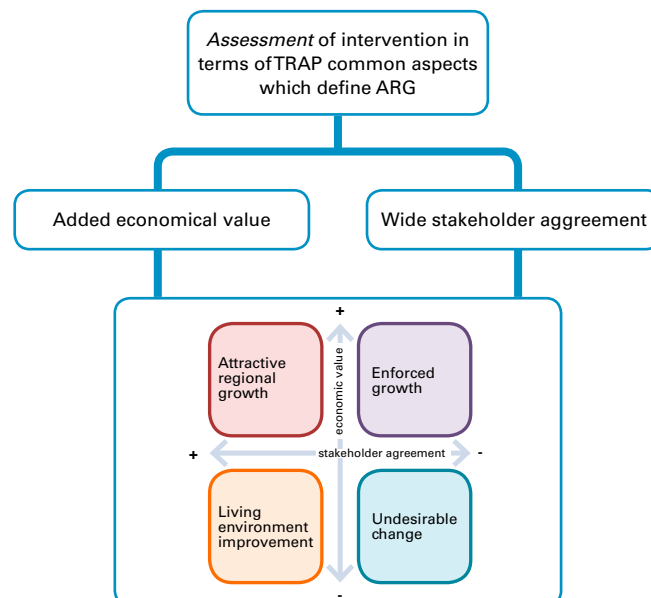 Assessment of intervention in
terms of TRAP common aspects
which define ARG
Added economical value
Wide stakeholder aggreement
+
Attractive
regional
growth
economic value
Enforced
growth
+
stakeholder agreement
-
Living
environment
improvement
Undesirable
change
-